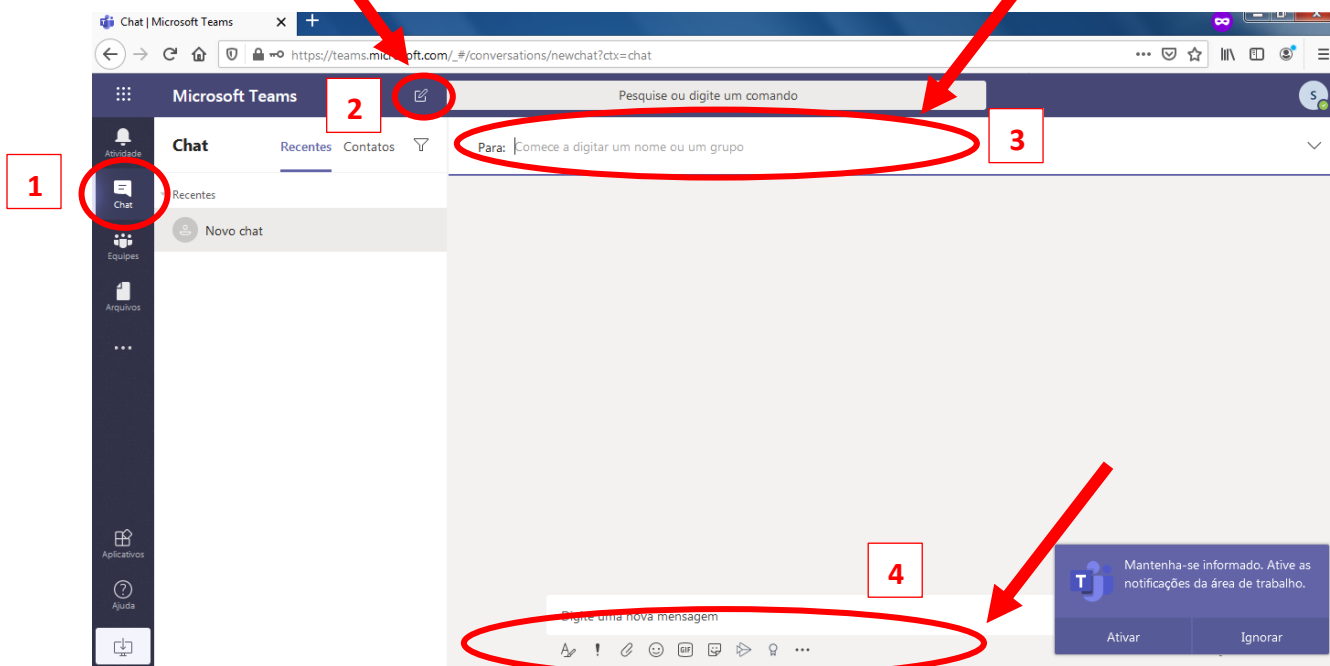 Chat | Microsoft Teams
https://teams.microsoft.com/_#/conversations/newchat?ctx=chat
Microsoft Teams
2
Pesquise ou digite um comando
S
Atividade
Chat
Recentes
Contatos
Para:
Comece a digitar um nome ou um grupo
3
1
Chat
Recentes
Novo chat
Equipes
Arquivos
Aplicativos
Ajuda
4
Digite uma nova mensagem
GIF
T
Mantenha-se informado. Ative as
notificações da área de trabalho.
Ativar
Ignorar